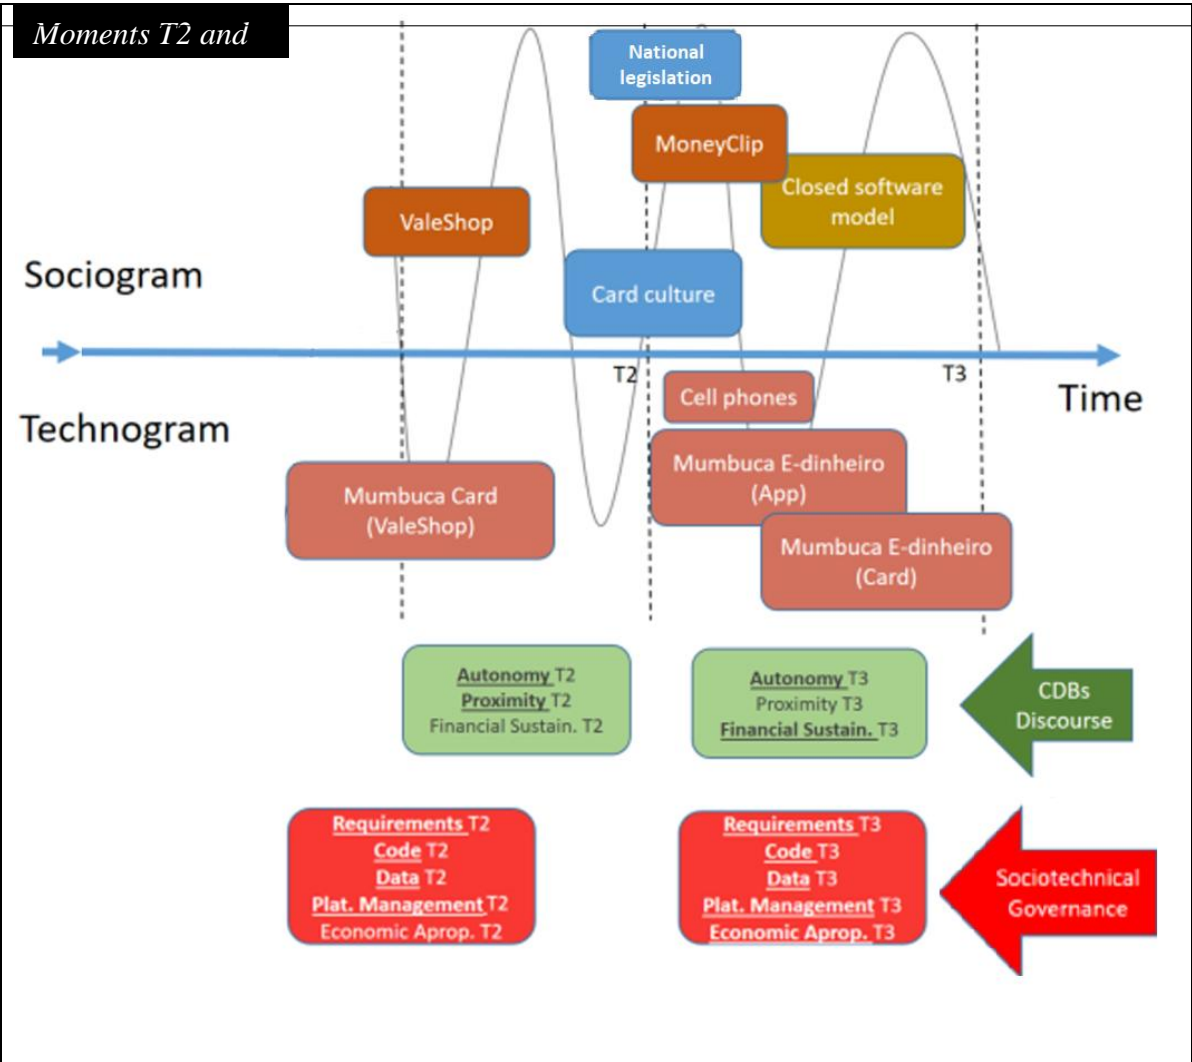 Moments T2 and
National
legislation
MoneyClip
Closed software
model
ValeShop
Card culture
Sociogram
T2
T3
Time
Technogram
Cell phones
Mumbuca E-dinheiro
(App)
Mumbuca Card
(ValeShop)
Mumbuca E-dinheiro
(Card)
Autonomy T2
Proximity T2
Financial Sustain. T2
Autonomy T3
Proximity T3
Financial Sustain. T3
CDBs
Discourse
Requirements T2
Code T2
Data T2
Plat. Management T2
Economic Aprop. T2
Requirements T3
Code T3
Data T3
Plat. Management T3
Economic Aprop. T3
Sociotechnical
Governance